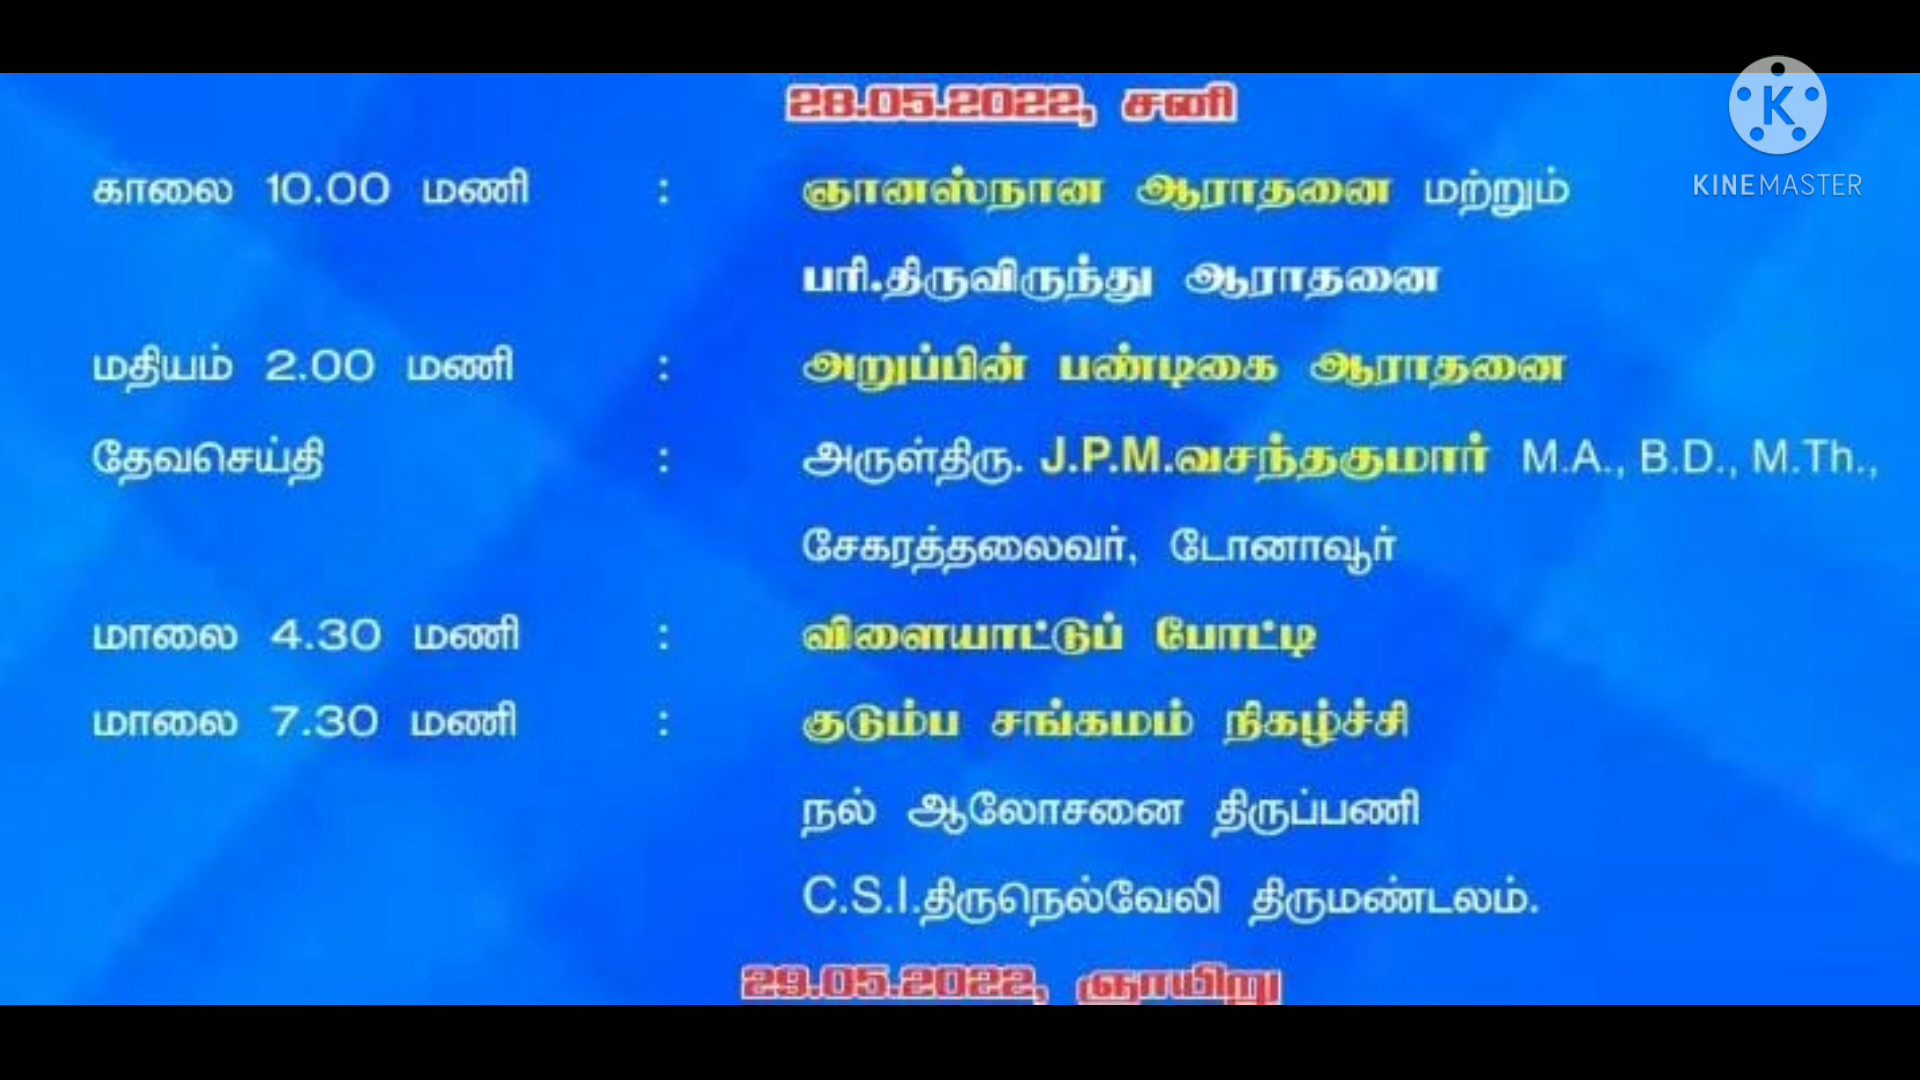 28.05.2022, சனி
காலை 10.00 மணி : ஞானஸ்நான ஆராதனை மற்றும்
பரி.திருவிருந்து ஆராதனை
மதியம் 2.00 மணி : அறுப்பின் பண்டிகை ஆராதனை
தேவசெய்தி : அருள்திரு. J.P.M.வசந்தகுமார் M.A., B.D., M.Th.,
சேகரத்தலைவர், டோனாவூர்
மாலை 4.30 மணி : விளையாட்டுப் போட்டி
மாலை 7.30 மணி : குடும்ப சங்கமம் நிகழ்ச்சி
நல் ஆலோசனை திருப்பணி
C.S.I.திருநெல்வேலி திருமண்டலம்.
29.05.2022, ஞாயிறு
K
KINEMASTER